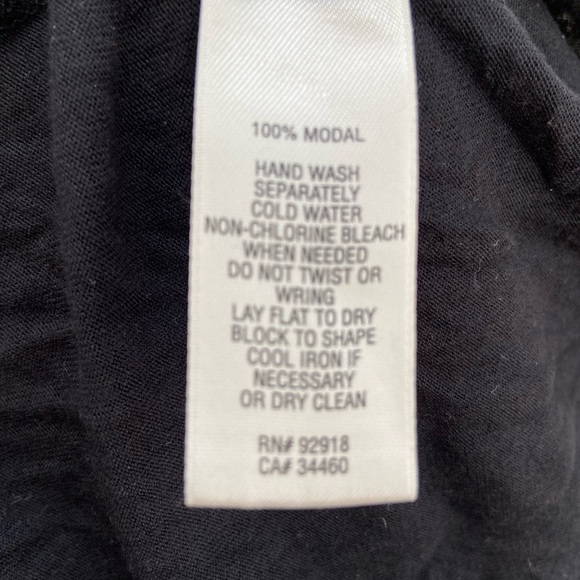 100% MODAL
HAND WASH
SEPARATELY
COLD WATER
NON-CHLORINE BLEACH
WHEN NEEDED
DO NOT TWIST OR
WRING
LAY FLAT TO DRY
BLOCK TO SHAPE
COOL IRON IF
NECESSARY
OR DRY CLEAN
RN# 92918
CA# 34460